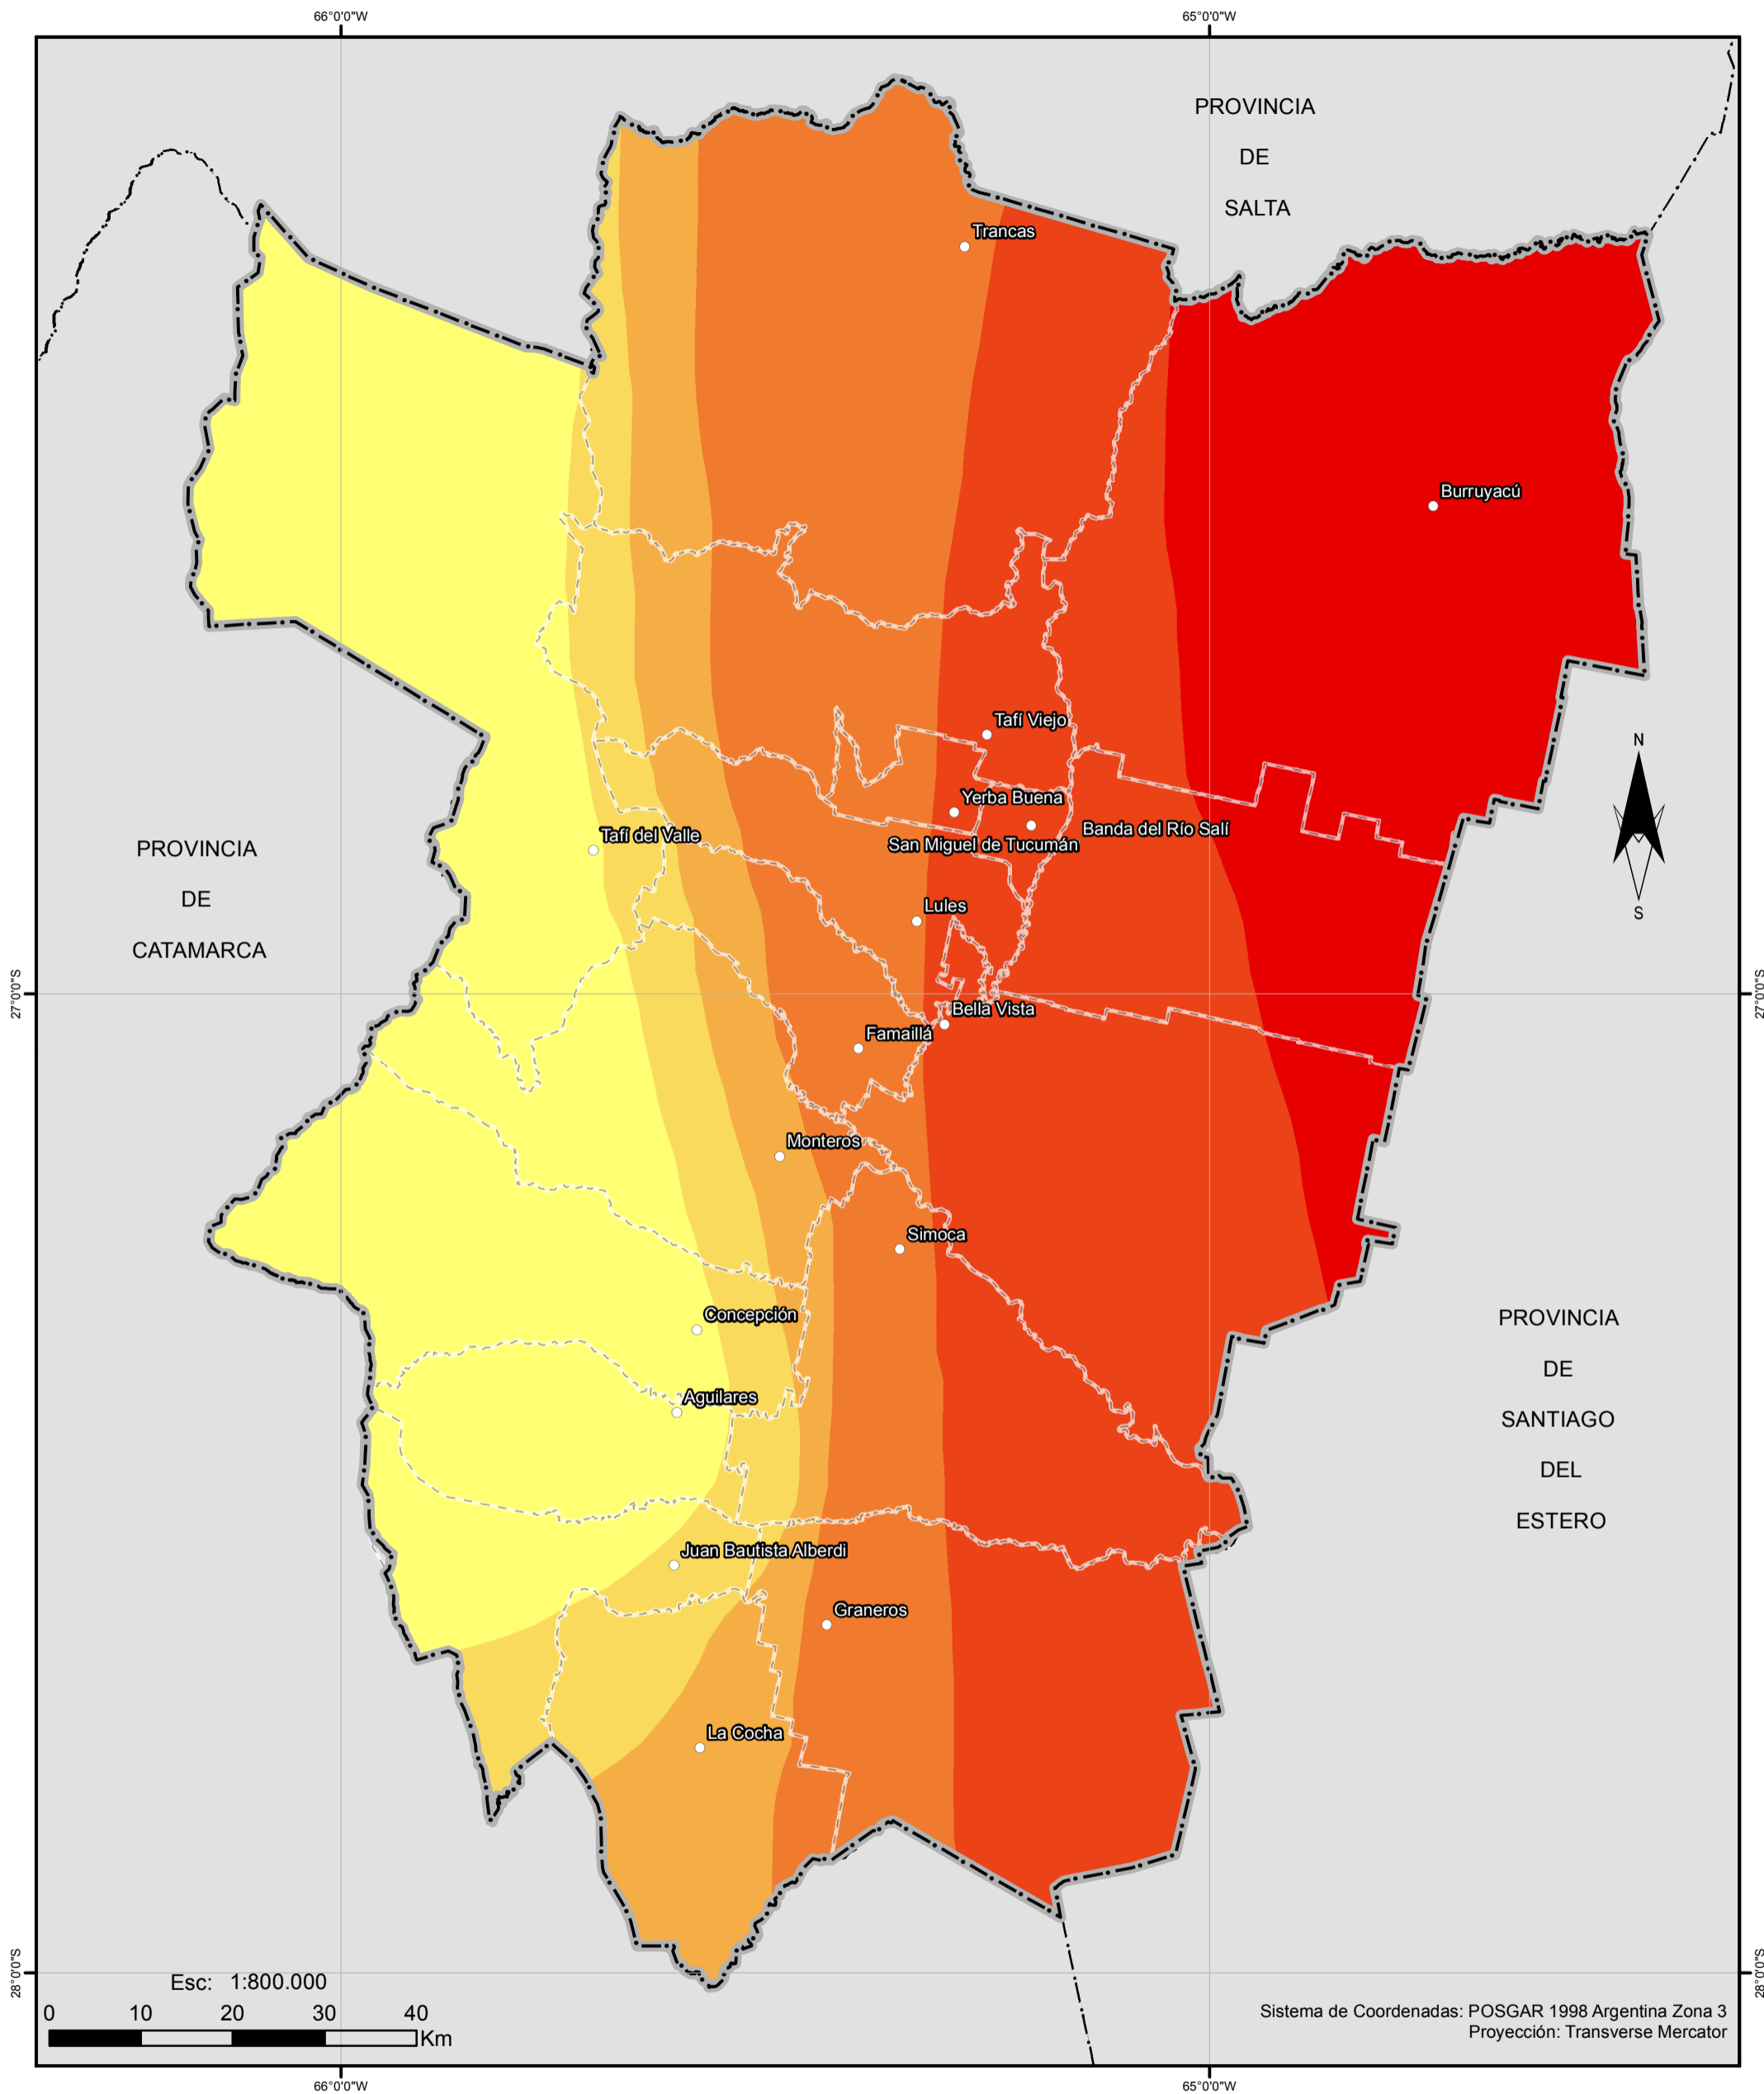 66°0'0"W
65°0'0"W
PROVINCIA
DE
SALTA
Trancas
Burruyacú
Tafí Viejo
N
Yerba Buena
Banda del Río Salí
Tafí del Valle
San Miguel de Tucumán
PROVINCIA
DE
CATAMARCA
Lules
S
27°0'0"S
27°0'0"S
Bella Vista
Famaillá
Monteros
Simoca
Concepción
PROVINCIA
DE
SANTIAGO
DEL
ESTERO
Aguilares
Juan Bautista Alberdi
Graneros
La Cocha
28°0'0"S
28°0'0"S
Esc: 1:800.000
0 10 20 30 40
Km
Sistema de Coordenadas: POSGAR 1998 Argentina Zona 3
Proyección: Transverse Mercator
66°0'0"W
65°0'0"W